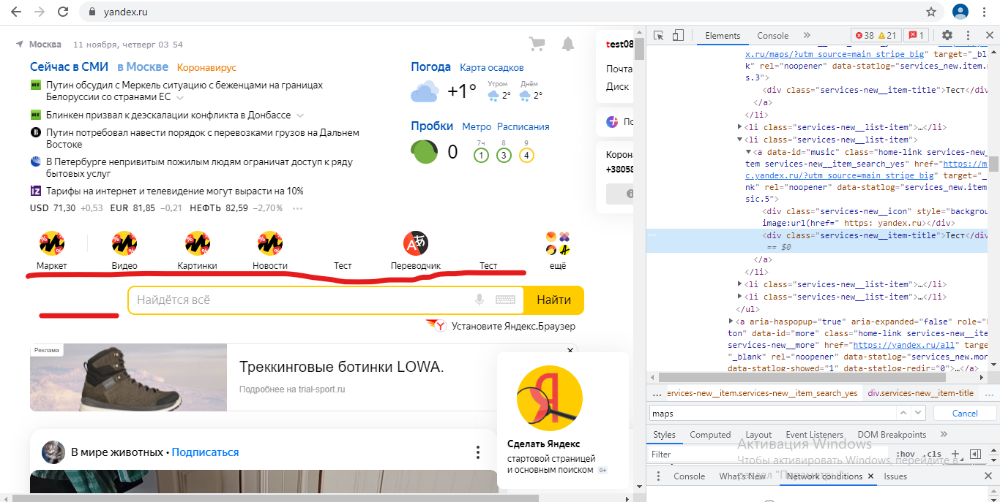 yandex.ru
Москва 11 ноября, четверг 03 54
Сейчас в СМИ в Москве Коронавирус
Путин обсудил с Меркель ситуацию с беженцами на границах
Белоруссии со странами ЕС
Блинкен призвал к деэскалации конфликта в Донбассе
Путин потребовал навести порядок с перевозками грузов на Дальнем
Востоке
В Петербурге непривитым пожилым людям ограничат доступ к ряду
бытовых услуг
Тарифы на интернет и телевидение могут вырасти на 10%
USD 71,30 +0,53 EUR 81,85 −0,21 НЕФТЬ 82,59 −2,70% ···
Погода Карта осадков
+1° Утром 2° Днём 2°
Пробки Метро Расписания
0 7ч 1 8 3 9 4
test08
Почта
Диск
По
Корона
+38058
Маркет Видео Картинки Новости Тест Переводчик Тест ещё
Найдётся всё Найти
Установите Яндекс.Браузер
Реклама
Треккинговые ботинки LOWA.
Подробнее на trial-sport.ru
Я
Сделать Яндекс
стартовой страницей
и основным поиском 0+
В мире животных • Подписаться
Elements Console » 38 21 1
x.ru/maps/?utm_source=main_stripe_big" target="_bl
k" rel="noopener" data-statlog="services_new.item.
s.3">
<div class="services-new__item-title">Тест</div
</a>
</li>
<li class="services-new__list-item">…</li>
<li class="services-new__list-item">
<a data-id="music" class="home-link services-new_
tem services-new__item_search_yes" href="https://m
c.yandex.ru/?utm_source=main_stripe_big" target="_
nk" rel="noopener" data-statlog="services_new.item
sic.5">
<div class="services-new__icon" style="backgroun
image:url(href=" https: yandex.ru></div>
<div class="services-new__item-title">Тест</div
== $0
</a>
</li>
<li class="services-new__list-item">…</li>
<li class="services-new__list-item">…</li>
</ul>
<a aria-haspopup="true" aria-expanded="false" role="
ton" data-id="more" class="home-link services-new__ite
services-new__more" href="https://yandex.ru/all" targe
"_blank" rel="noopener" data-statlog="services_new.mor
data-statlog-showed="1" data-statlog-redir="0">…</a>
... ervices-new__item.services-new__item_search_yes div.services-new__item-title ...
maps Cancel
Styles Computed Layout Event Listeners DOM Breakpoints »
Filter :hov .cls +
Активация Windows
Чтобы активировать Windows, перейдите в
раздел "Параметры".
Console What's New Network conditions × Issues